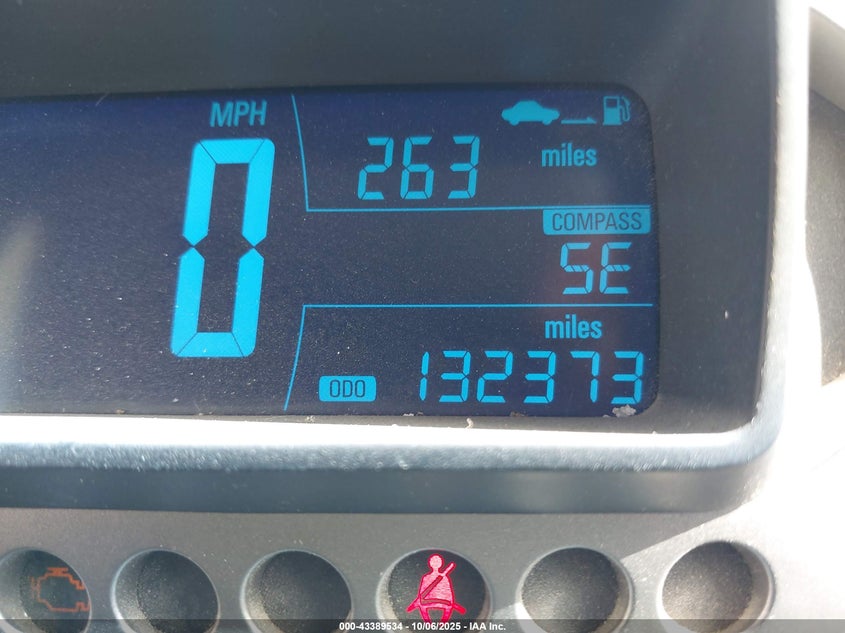 MPH
0
263 miles
COMPASS
SE
miles
ODO 132373
000-43389534 - 10/06/2025 - IAA Inc.